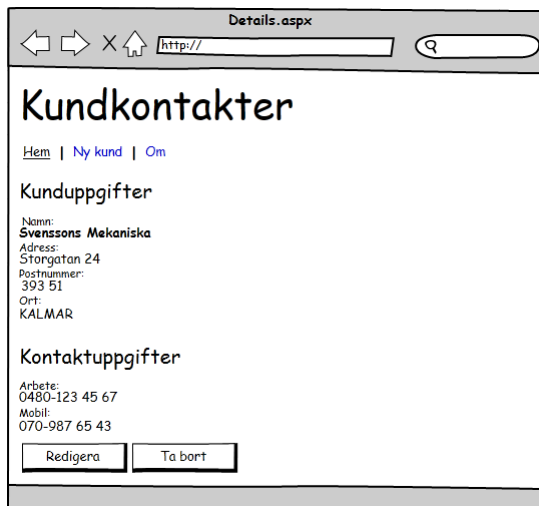 Details.aspx
http://
Kundkontakter
Hem | Ny kund | Om
Kunduppgifter
Namn:
Svenssons Mekaniska
Adress:
Storgatan 24
Postnummer:
393 51
Ort:
KALMAR
Kontaktuppgifter
Arbete:
0480-123 45 67
Mobil:
070-987 65 43
Redigera Ta bort